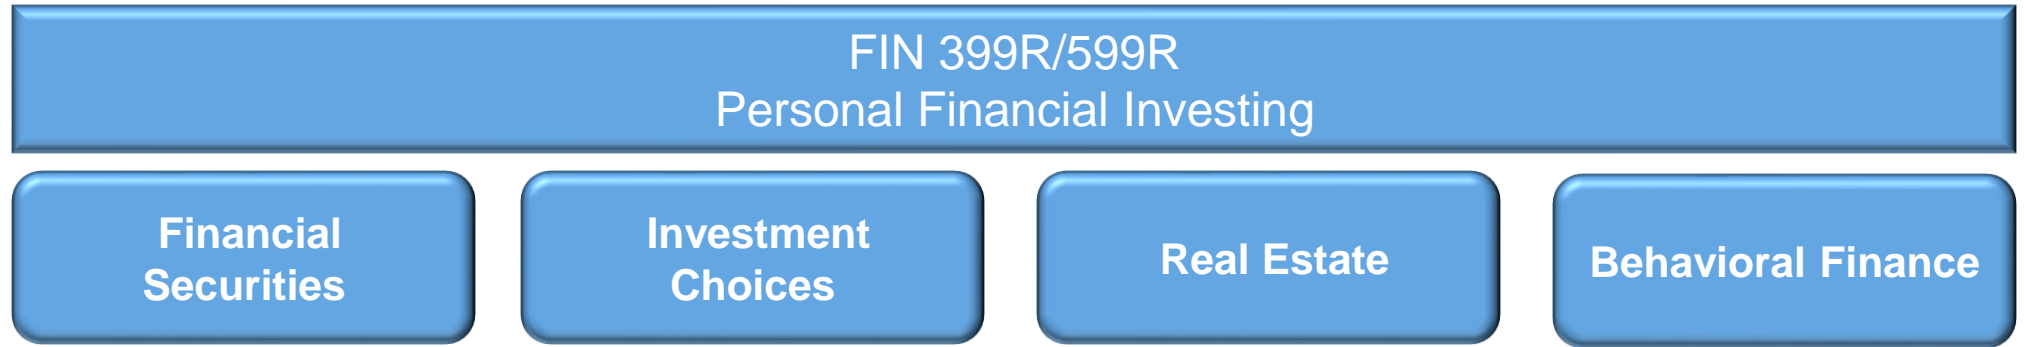 FIN 399R/599R
Personal Financial Investing
Financial
Securities
Investment
Choices
Real Estate
Behavioral Finance